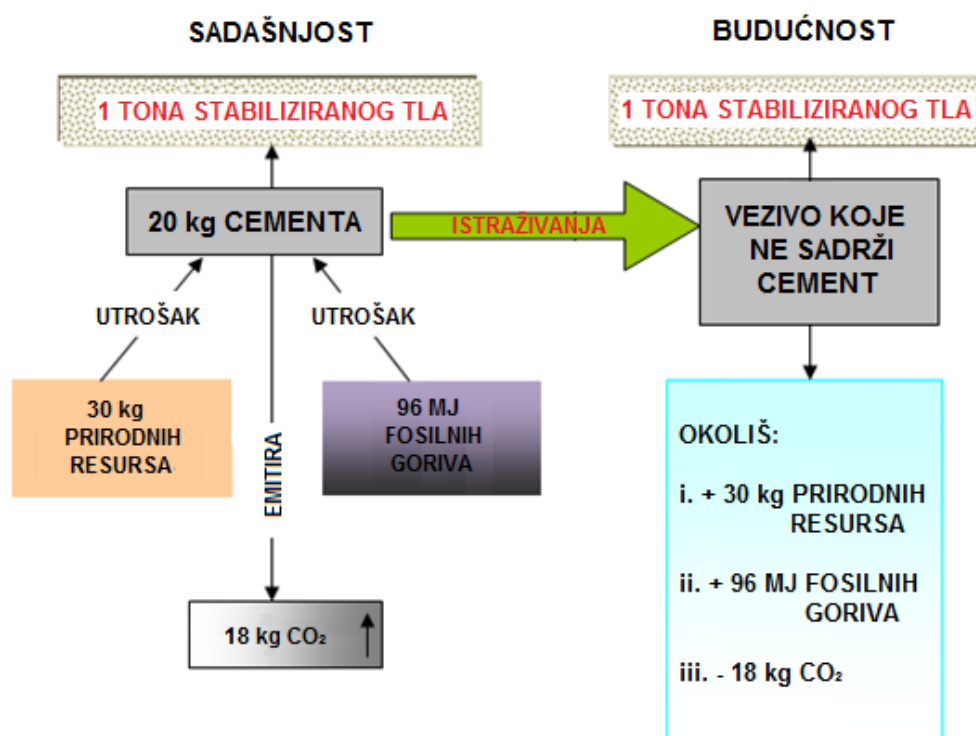 SADAŠNJOST
BUDUĆNOST
1 TONA STABILIZIRANOG TLA
1 TONA STABILIZIRANOG TLA
20 kg CEMENTA
ISTRAŽIVANJA
VEZIVO KOJE
NE SADRŽI
CEMENT
UTROŠAK
UTROŠAK
30 kg
PRIRODNIH
RESURSA
96 MJ
FOSILNIH
GORIVA
EMITIRA
18 kg CO₂
OKOLIŠ:
i. + 30 kg PRIRODNIH
RESURSA
ii. + 96 MJ FOSILNIH
GORIVA
iii. - 18 kg CO₂